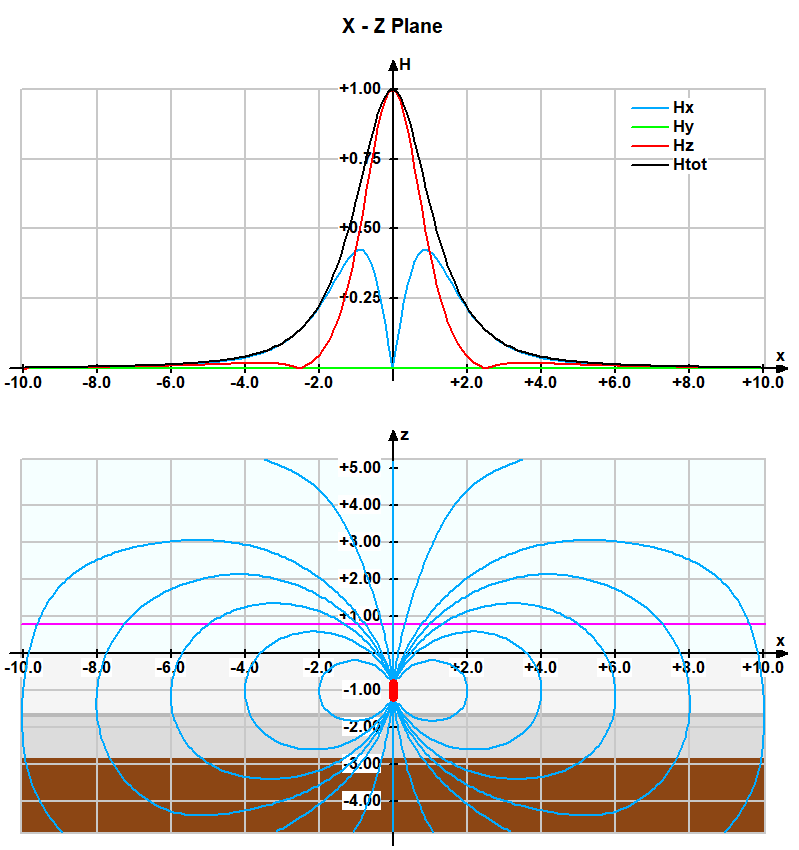 X - Z Plane
H
+1.00
Hx
Hy
+0.75
Hz
Htot
+0.50
+0.25
x
-10.0 -8.0 -6.0 -4.0 -2.0 +2.0 +4.0 +6.0 +8.0 +10.0
z
+5.00
+4.00
+3.00
+2.00
+1.00
x
-10.0 -8.0 -6.0 -4.0 -2.0 +2.0 +4.0 +6.0 +8.0 +10.0
-1.00
-2.00
-3.00
-4.00